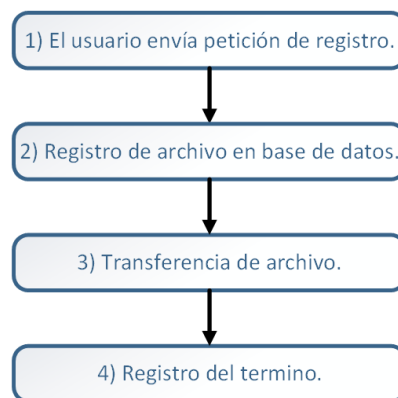 1) El usuario envía petición de registro.
2) Registro de archivo en base de datos.
3) Transferencia de archivo.
4) Registro del termino.